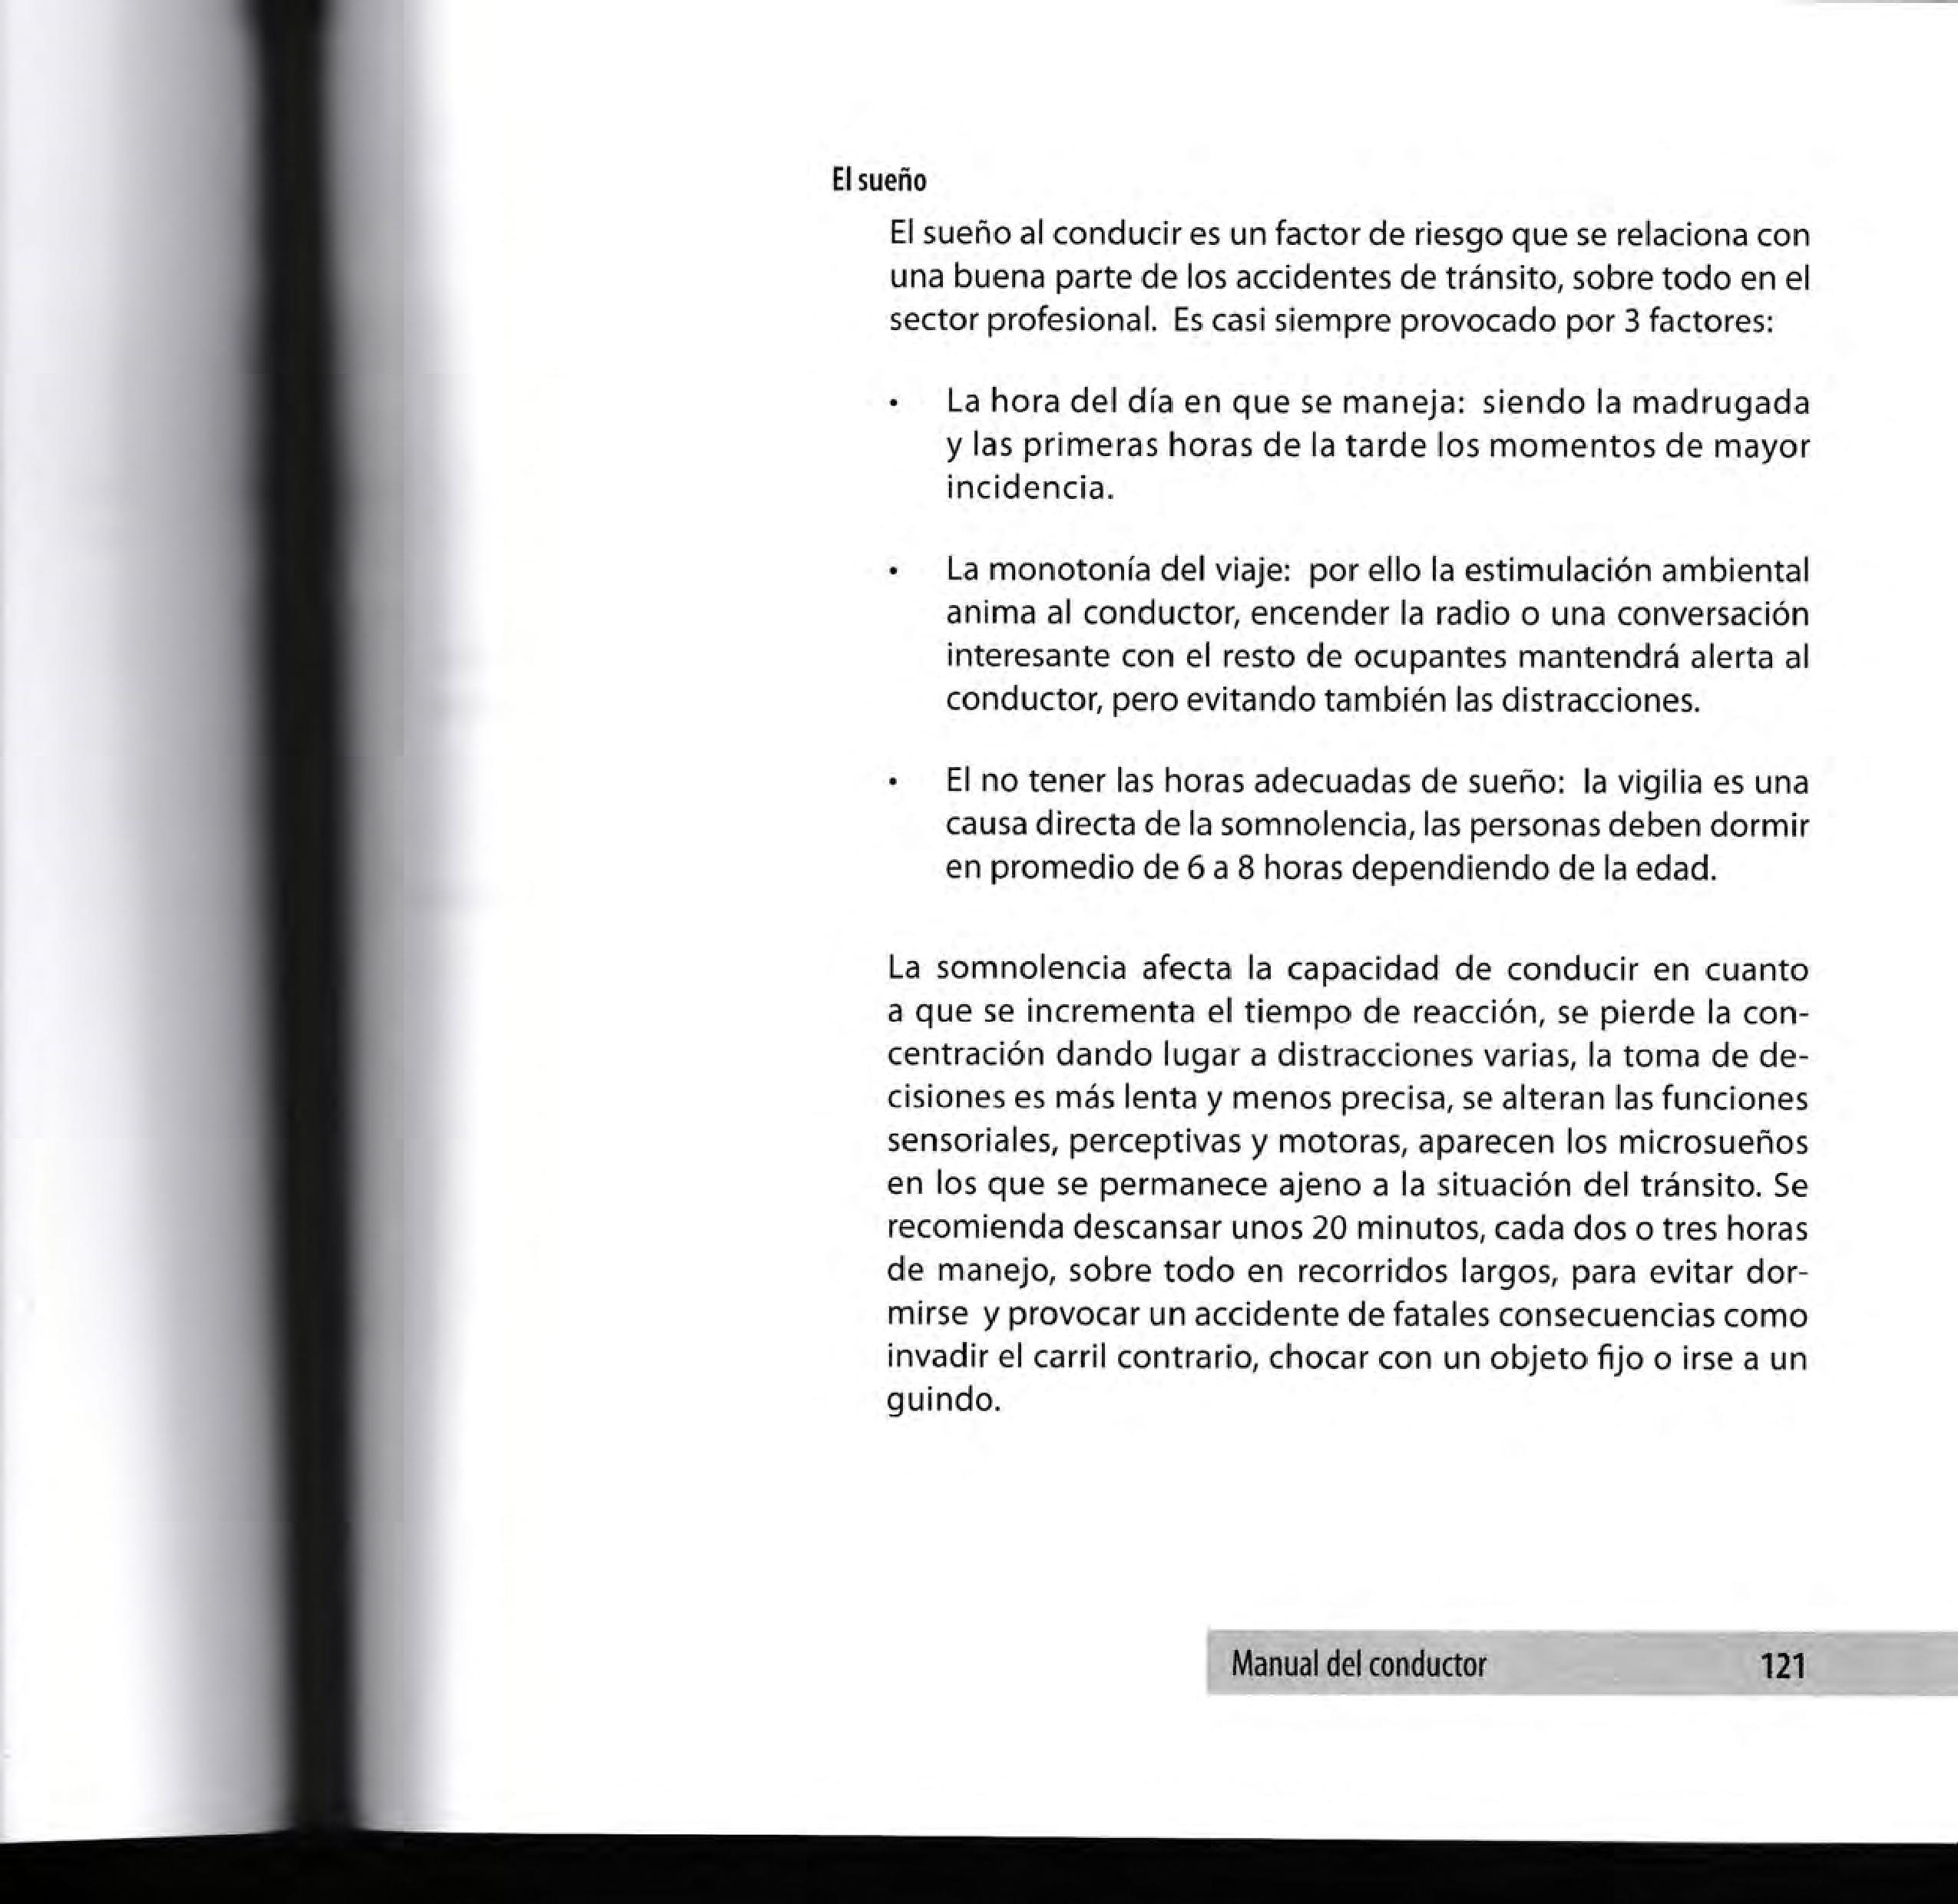 El sueño
El sueño al conducir es un factor de riesgo que se relaciona con
una buena parte de los accidentes de tránsito, sobre todo en el
sector profesional.  Es casi siempre provocado por 3 factores:
•	La hora del día en que se maneja:  siendo la madrugada
y las primeras horas de la tarde los momentos de mayor
incidencia.
•	La monotonía del viaje:  por ello la estimulación ambiental
anima al conductor, encender la radio o una conversación
interesante con el resto de ocupantes mantendrá alerta al
conductor, pero evitando también las distracciones.
•	El no tener las horas adecuadas de sueño:  la vigilia es una
causa directa de la somnolencia, las personas deben dormir
en promedio de 6 a 8 horas dependiendo de la edad.
La somnolencia afecta la capacidad de conducir en cuanto
a que se incrementa el tiempo de reacción, se pierde la con-
centración dando lugar a distracciones varias, la toma de de-
cisiones es más lenta y menos precisa, se alteran las funciones
sensoriales, perceptivas y motoras, aparecen los microsueños
en los que se permanece ajeno a la situación del tránsito. Se
recomienda descansar unos 20 minutos, cada dos o tres horas
de manejo, sobre todo en recorridos largos, para evitar dor-
mirse  y provocar un accidente de fatales consecuencias como
invadir el carril contrario, chocar con un objeto fijo o irse a un
guindo.
Manual del conductor	121